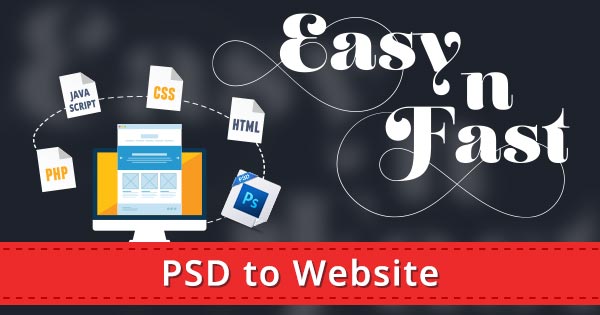 Easy
n
Fast
JAVA
SCRIPT
CSS
HTML
PHP
PSD
Ps
PSD to Website